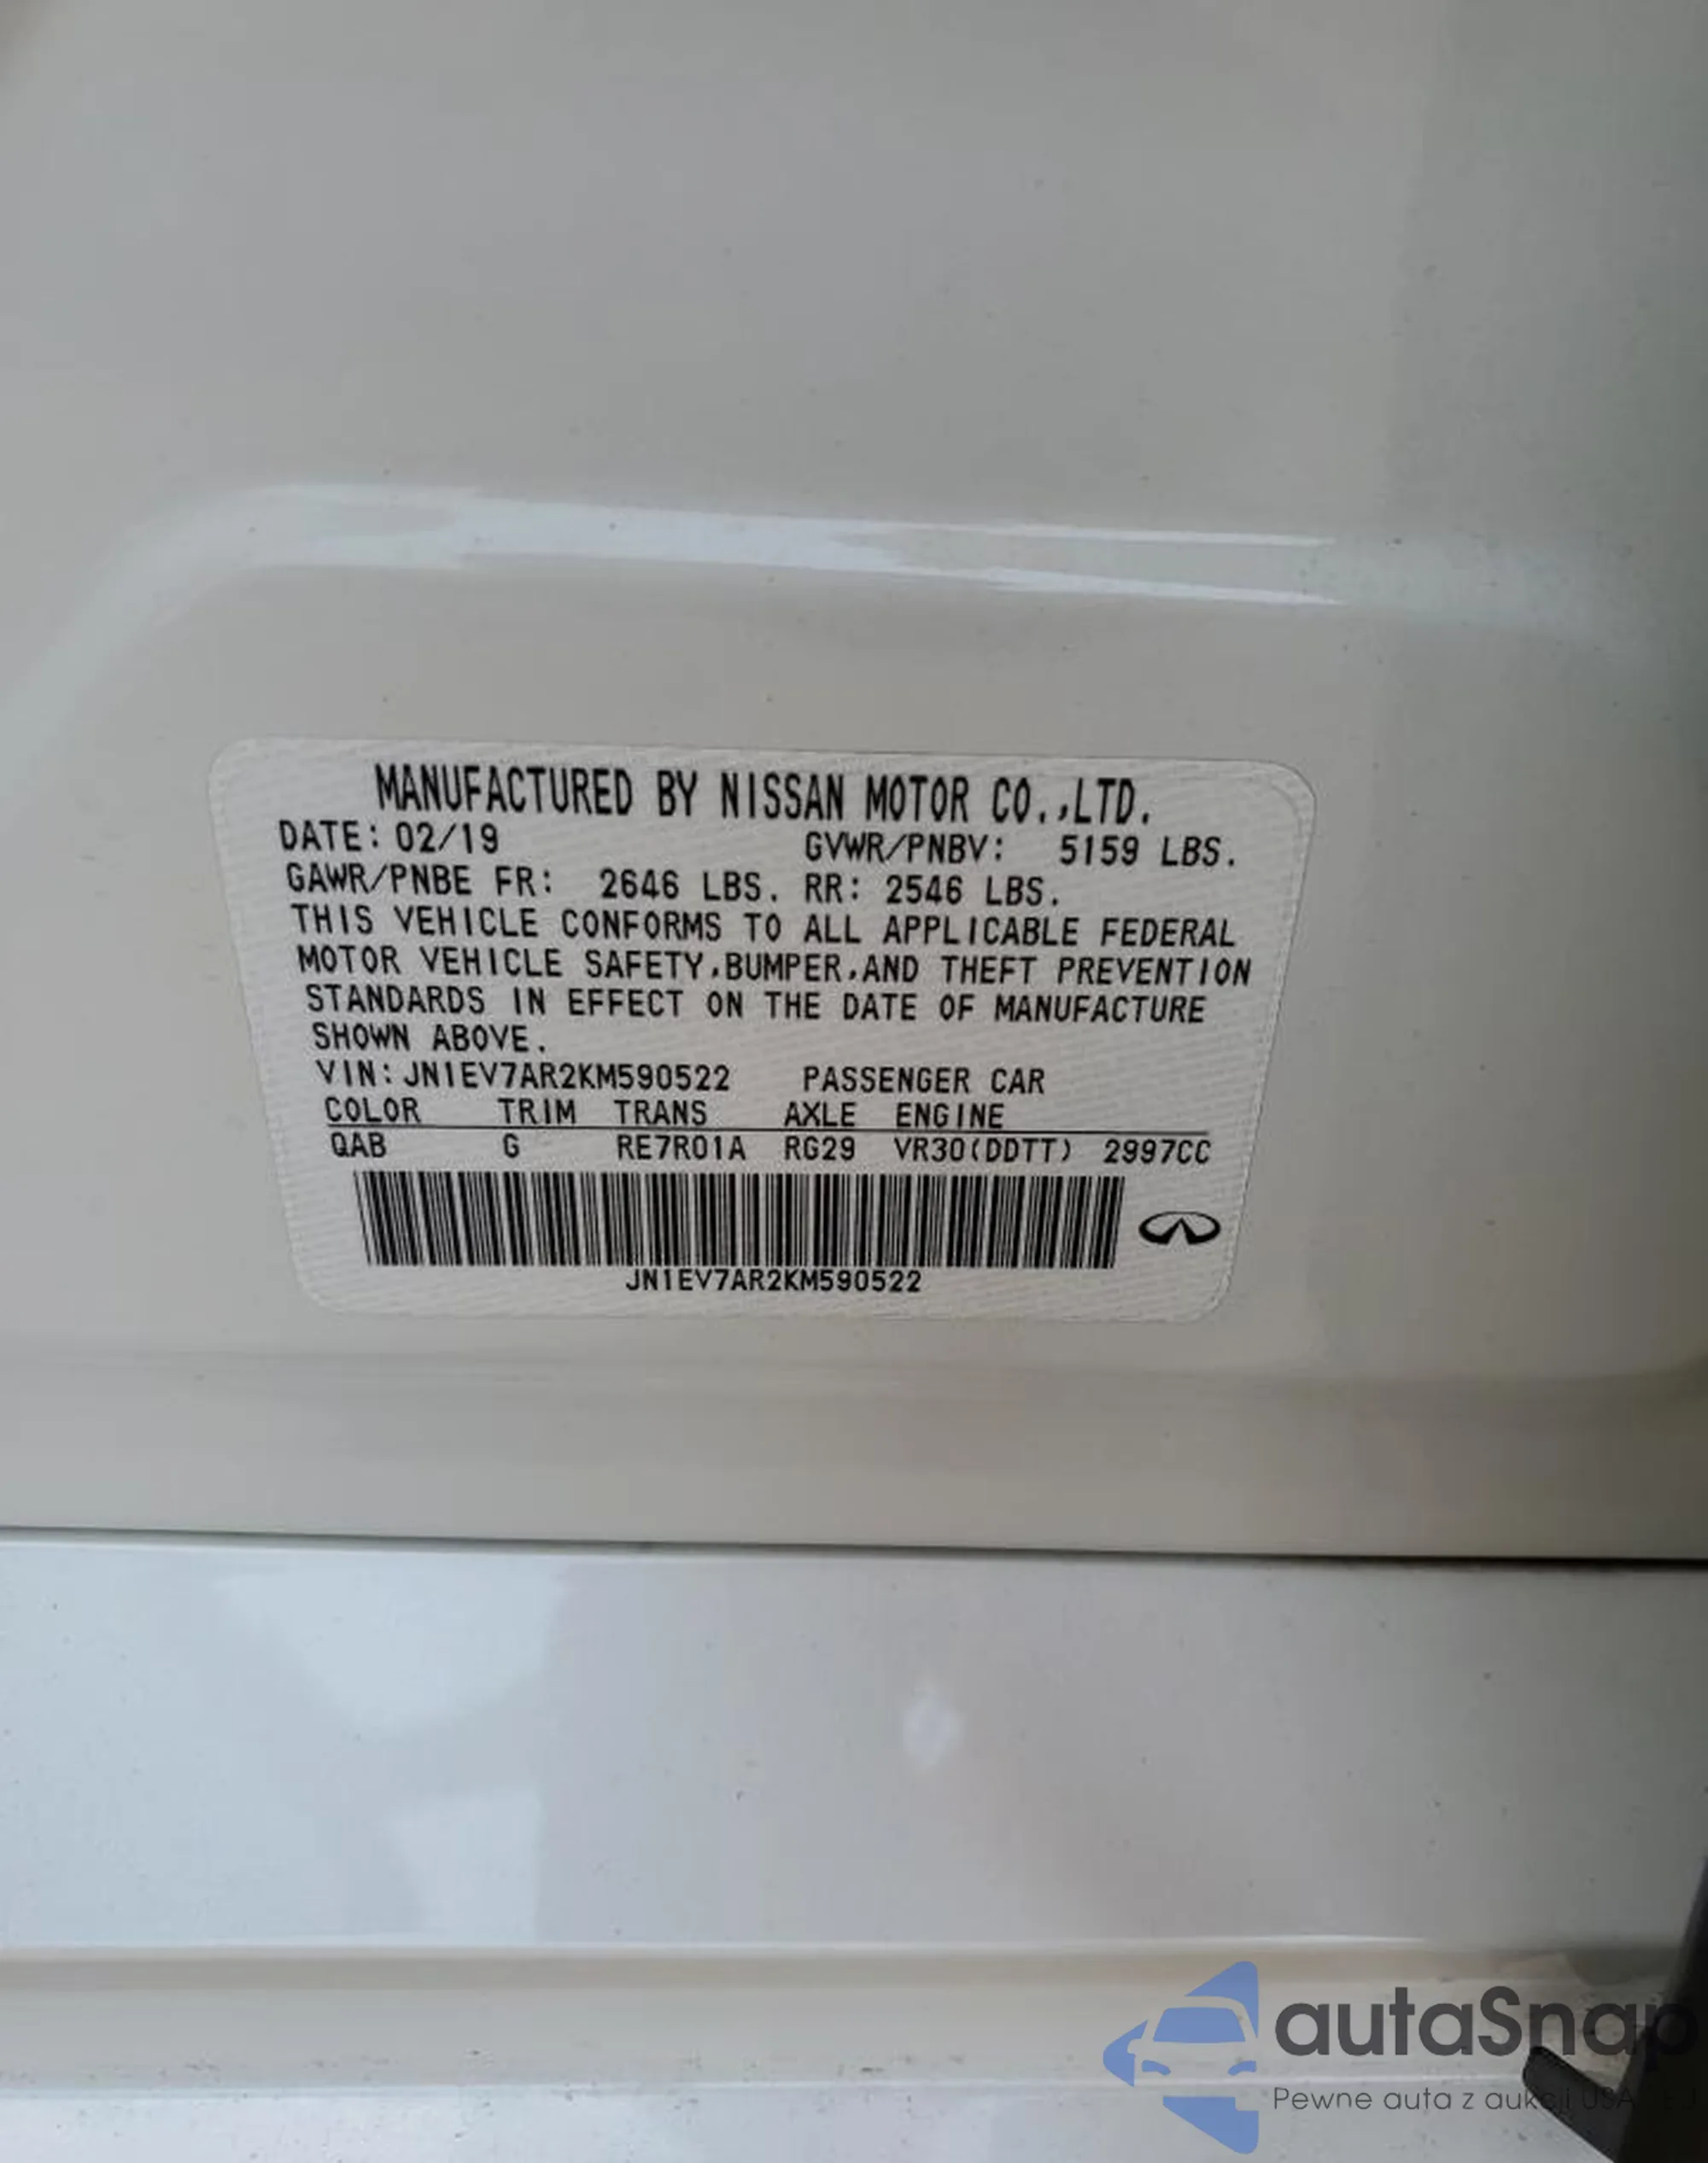 MANUFACTURED BY NISSAN MOTOR CO.,LTD.
DATE: 02/19 GVWR/PNBV: 5159 LBS.
GAWR/PNBE FR: 2646 LBS. RR: 2546 LBS.
THIS VEHICLE CONFORMS TO ALL APPLICABLE FEDERAL
MOTOR VEHICLE SAFETY,BUMPER,AND THEFT PREVENTION
STANDARDS IN EFFECT ON THE DATE OF MANUFACTURE
SHOWN ABOVE.
VIN:JN1EV7AR2KM590522 PASSENGER CAR
COLOR TRIM TRANS AXLE ENGINE
QAB G RE7R01A RG29 VR30(DDTT) 2997CC
JN1EV7AR2KM590522
autaSnap
Pewne auta z aukcji USA